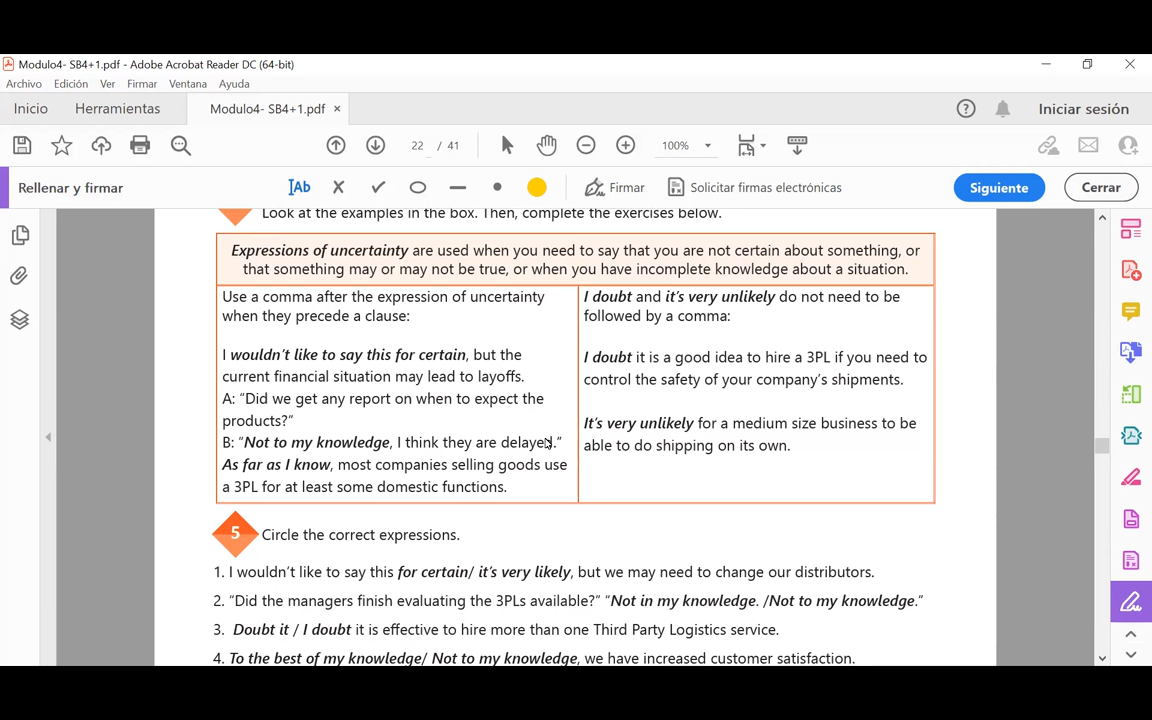 Modulo4- SB4+1.pdf - Adobe Acrobat Reader DC (64-bit)
Archivo Edición Ver Firmar Ventana Ayuda
Inicio Herramientas Modulo4- SB4+1.pdf × Iniciar sesión
22 / 41 100%
Rellenar y firmar Ab Firmar Solicitar firmas electrónicas Siguiente Cerrar
Look at the examples in the box. Then, complete the exercises below.
Expressions of uncertainty are used when you need to say that you are not certain about something, or
that something may or may not be true, or when you have incomplete knowledge about a situation.
Use a comma after the expression of uncertainty
when they precede a clause:
I wouldn't like to say this for certain, but the
current financial situation may lead to layoffs.
A: “Did we get any report on when to expect the
products?”
B: “Not to my knowledge, I think they are delayed.”
As far as I know, most companies selling goods use
a 3PL for at least some domestic functions.
I doubt and it's very unlikely do not need to be
followed by a comma:
I doubt it is a good idea to hire a 3PL if you need to
control the safety of your company's shipments.
It's very unlikely for a medium size business to be
able to do shipping on its own.
5 Circle the correct expressions.
1. I wouldn't like to say this for certain/ it's very likely, but we may need to change our distributors.
2. “Did the managers finish evaluating the 3PLs available?” “Not in my knowledge. /Not to my knowledge.”
3. Doubt it / I doubt it is effective to hire more than one Third Party Logistics service.
4. To the best of my knowledge/ Not to my knowledge, we have increased customer satisfaction.